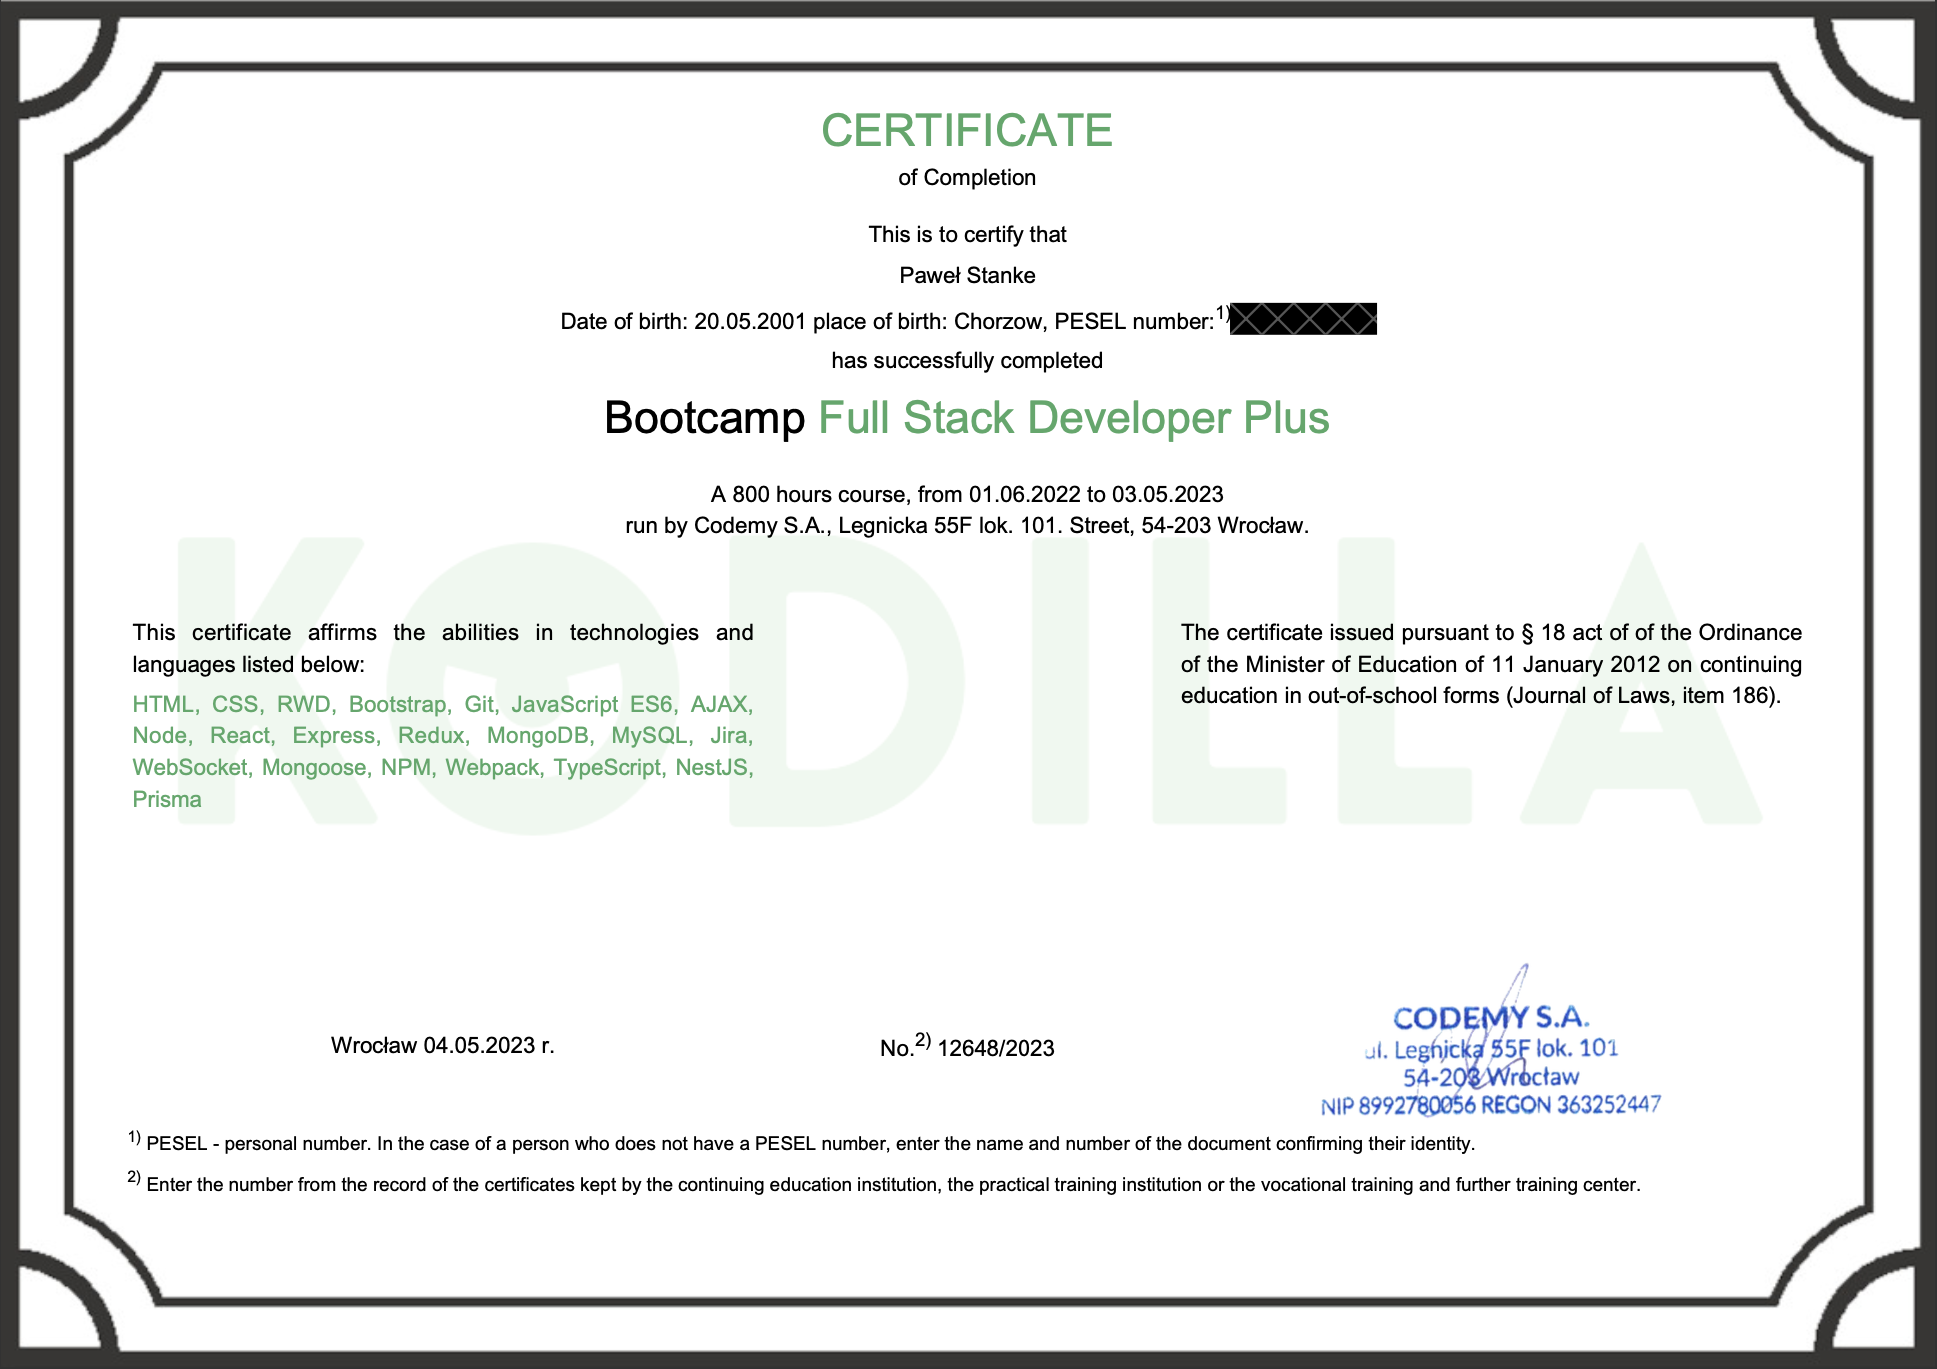 CERTIFICATE
of Completion
This is to certify that
Paweł Stanke
Date of birth: 20.05.2001 place of birth: Chorzow, PESEL number:1)
has successfully completed
Bootcamp Full Stack Developer Plus
A 800 hours course, from 01.06.2022 to 03.05.2023
run by Codemy S.A., Legnicka 55F lok. 101. Street, 54-203 Wrocław.
KODILLA
This certificate affirms the abilities in technologies and
languages listed below:
HTML, CSS, RWD, Bootstrap, Git, JavaScript ES6, AJAX,
Node, React, Express, Redux, MongoDB, MySQL, Jira,
WebSocket, Mongoose, NPM, Webpack, TypeScript, NestJS,
Prisma
The certificate issued pursuant to § 18 act of of the Ordinance
of the Minister of Education of 11 January 2012 on continuing
education in out-of-school forms (Journal of Laws, item 186).
Wrocław 04.05.2023 r.
No.2) 12648/2023
CODEMY S.A.
ul. Legnicka 55F lok. 101
54-203 Wrocław
NIP 8992780056 REGON 363252447
1) PESEL - personal number. In the case of a person who does not have a PESEL number, enter the name and number of the document confirming their identity.
2) Enter the number from the record of the certificates kept by the continuing education institution, the practical training institution or the vocational training and further training center.